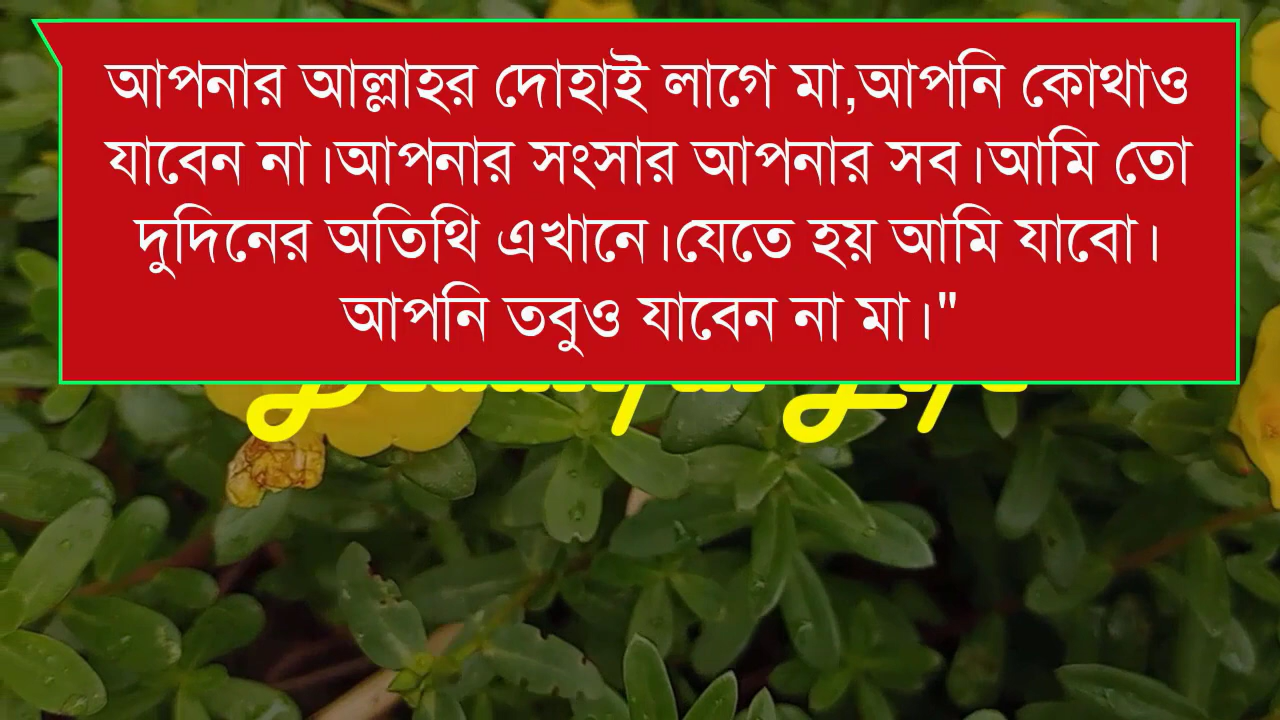 আপনার আল্লাহর দোহাই লাগে মা,আপনি কোথাও
যাবেন না।আপনার সংসার আপনার সব।আমি তো
দুদিনের অতিথি এখানে।যেতে হয় আমি যাবো।
আপনি তবুও যাবেন না মা।"